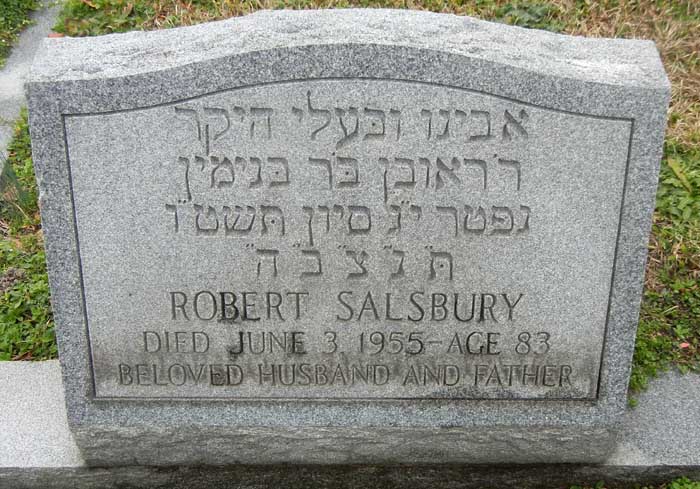 אבינו ובעלי היקר
ר' ראובן ב"ר בנימין
נפטר י"ג סיון תשט"ו
ת" נ" צ" ב" ה"
ROBERT SALSBURY
DIED JUNE 3 1955-AGE 83
BELOVED HUSBAND AND FATHER